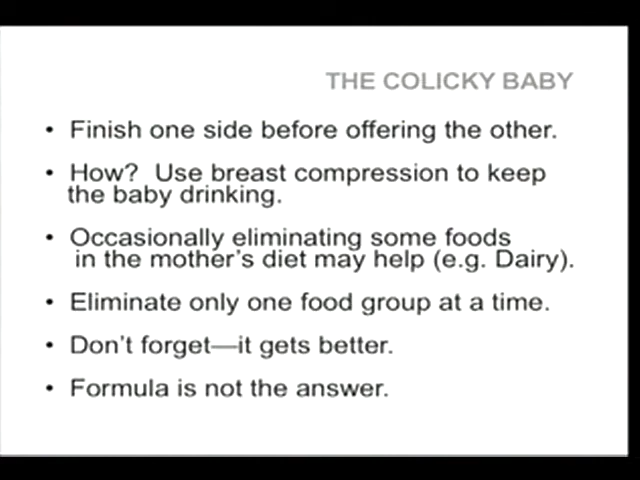 THE COLICKY BABY
• Finish one side before offering the other.
• How?  Use breast compression to keep
the baby drinking.
• Occasionally eliminating some foods
in the mother's diet may help (e.g. Dairy).
• Eliminate only one food group at a time.
• Don't forget—it gets better.
• Formula is not the answer.